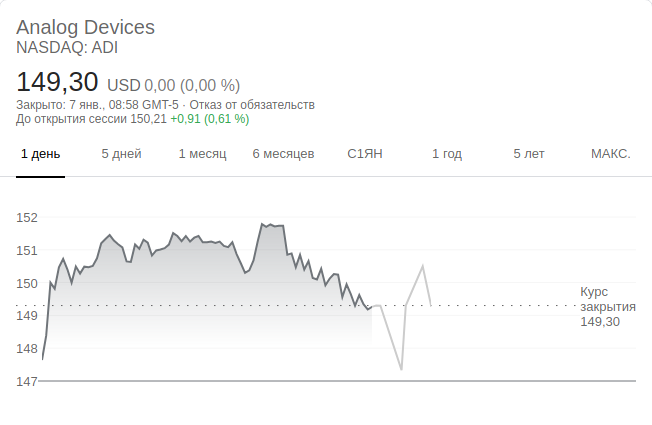 Analog Devices
NASDAQ: ADI
149,30 USD 0,00 (0,00 %)
Закрыто: 7 янв., 08:58 GMT-5 · Отказ от обязательств
До открытия сессии 150,21 +0,91 (0,61 %)
1 день 5 дней 1 месяц 6 месяцев С1ЯН 1 год 5 лет МАКС.
152
151
150
149
148
147
Курс
закрытия
149,30